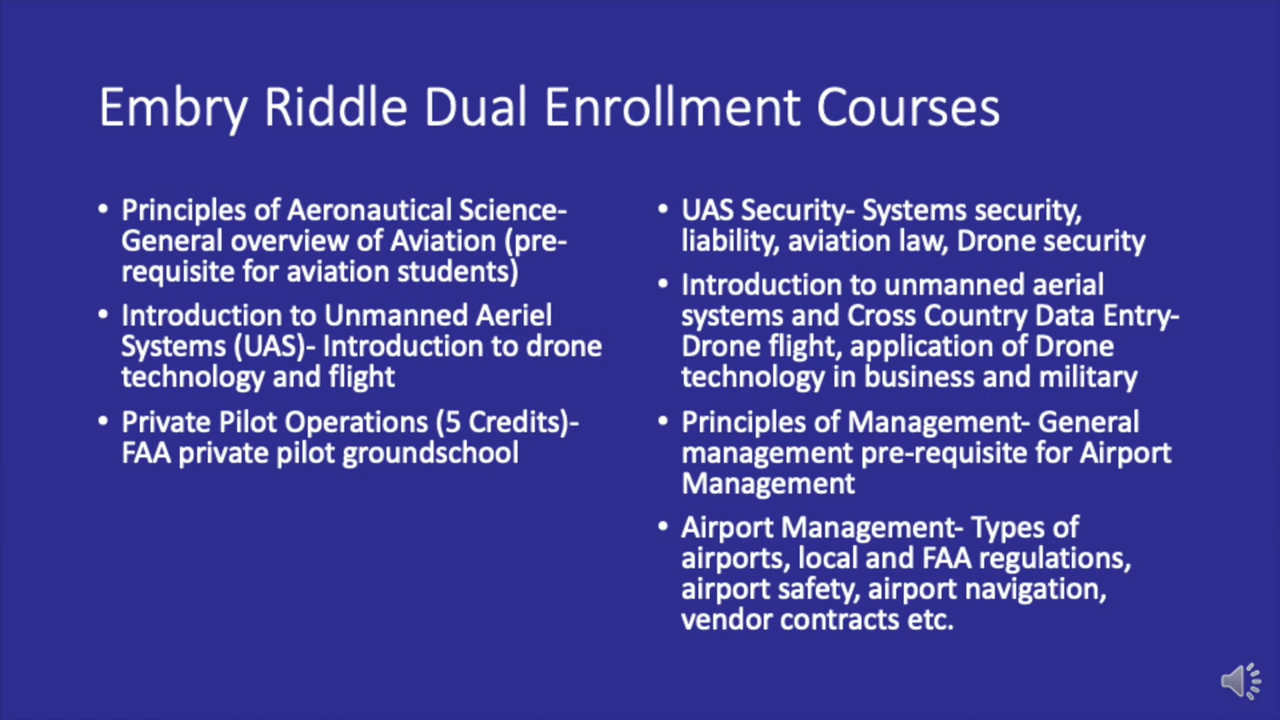 Embry Riddle Dual Enrollment Courses
• Principles of Aeronautical Science-
General overview of Aviation (pre-
requisite for aviation students)
• Introduction to Unmanned Aeriel
Systems (UAS)- Introduction to drone
technology and flight
• Private Pilot Operations (5 Credits)-
FAA private pilot groundschool
• UAS Security- Systems security,
liability, aviation law, Drone security
• Introduction to unmanned aerial
systems and Cross Country Data Entry-
Drone flight, application of Drone
technology in business and military
• Principles of Management- General
management pre-requisite for Airport
Management
• Airport Management- Types of
airports, local and FAA regulations,
airport safety, airport navigation,
vendor contracts etc.